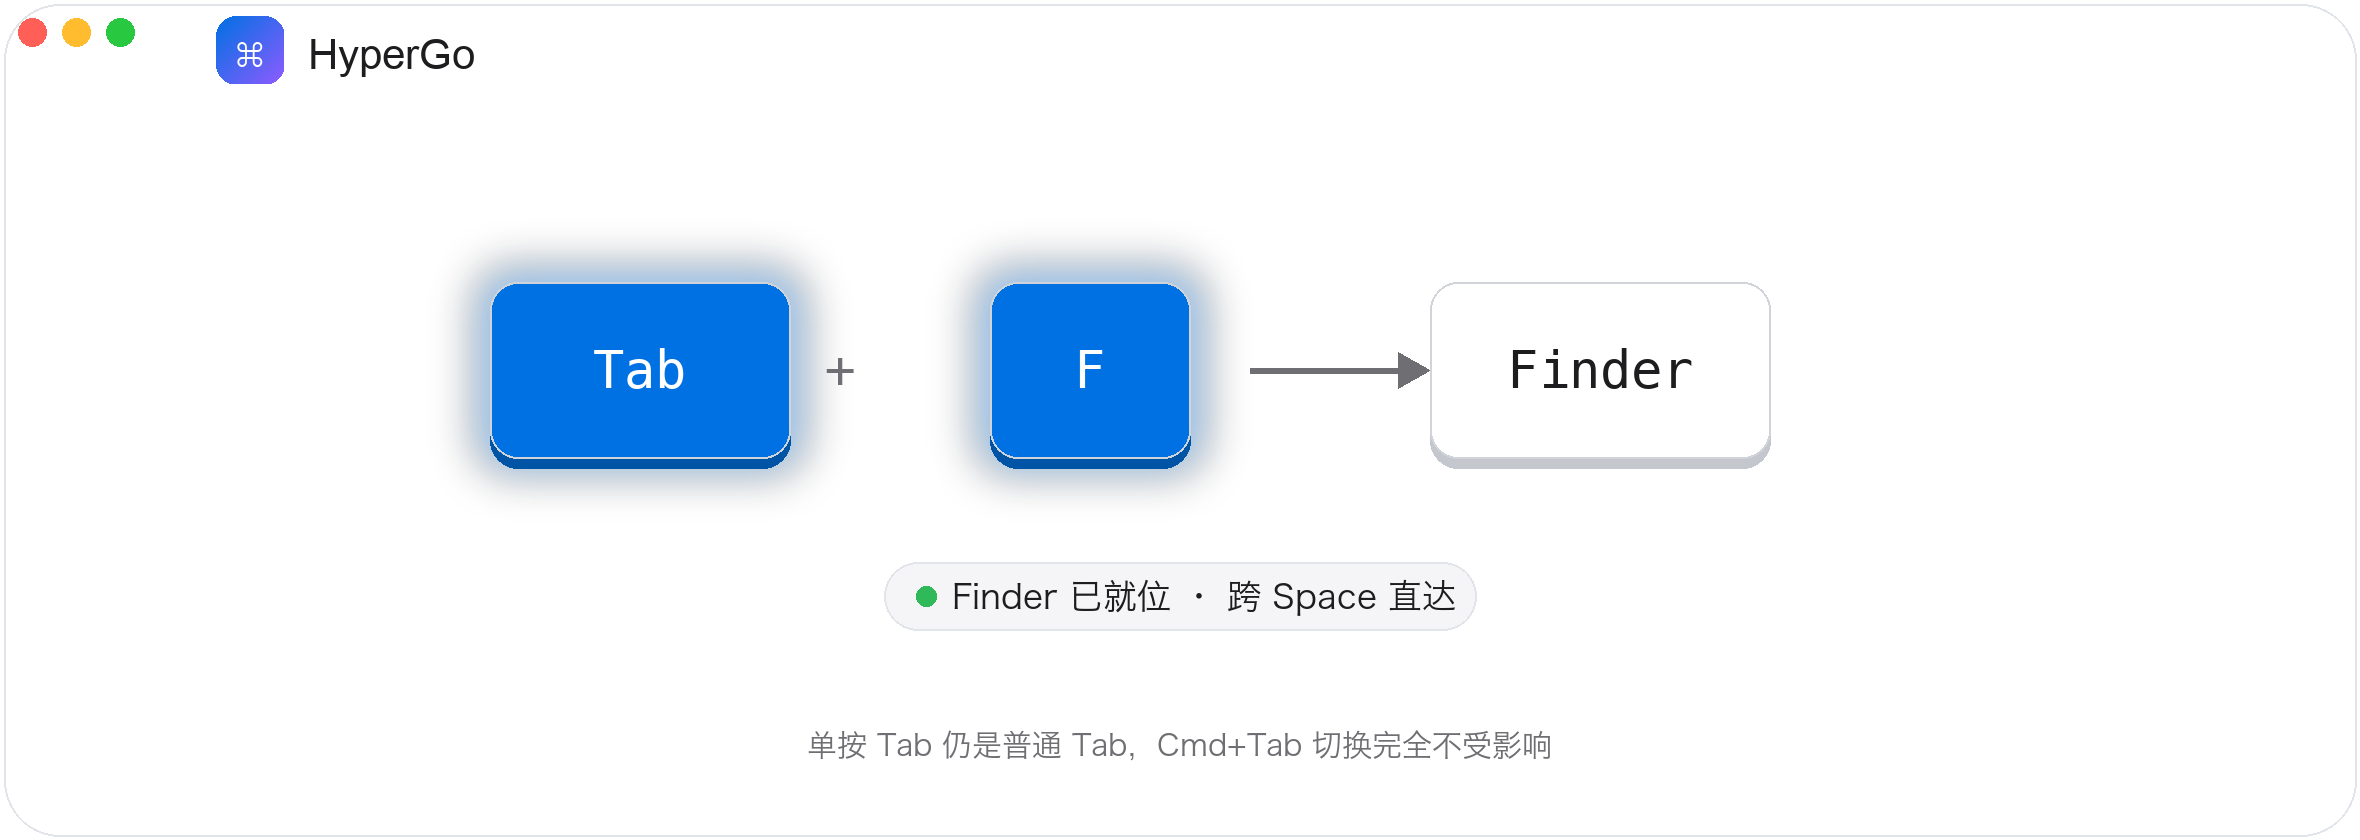 ⌘ HyperGo
Tab + F Finder
Finder 已就位 · 跨 Space 直达
单按 Tab 仍是普通 Tab，Cmd+Tab 切换完全不受影响